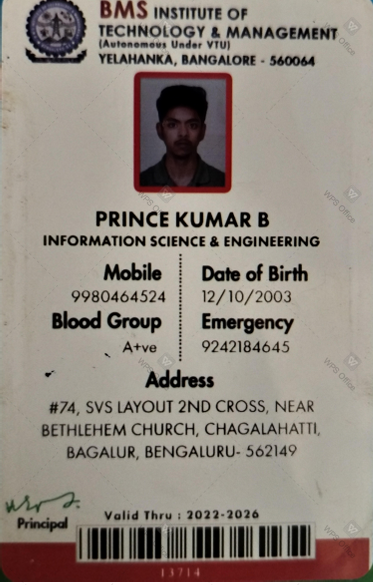 BMS INSTITUTE OF
TECHNOLOGY & MANAGEMENT
(Autonomous Under VTU)
YELAHANKA, BANGALORE - 560064
PRINCE KUMAR B
INFORMATION SCIENCE & ENGINEERING
Mobile
9980464524
Date of Birth
12/10/2003
Blood Group
A+ve
Emergency
9242184645
Address
#74, SVS LAYOUT 2ND CROSS, NEAR
BETHLEHEM CHURCH, CHAGALAHATTI,
BAGALUR, BENGALURU- 562149
Principal
Valid Thru : 2022-2026
13714
WPS Office